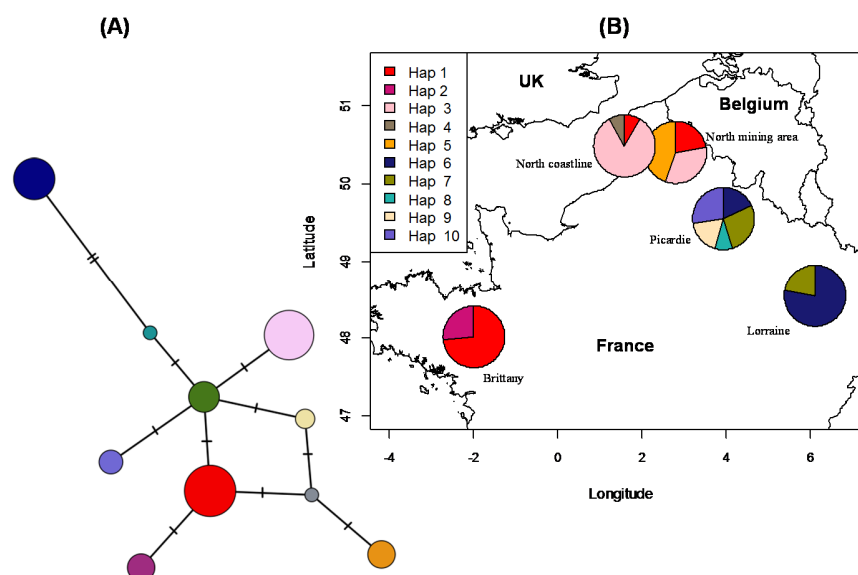 (A)
(B)
Hap 1
Hap 2
Hap 3
Hap 4
Hap 5
Hap 6
Hap 7
Hap 8
Hap 9
Hap 10
UK
Belgium
North mining area
North coastline
Picardie
Lorraine
France
Brittany
Latitude
51
50
49
48
47
-4
-2
0
2
4
6
Longitude